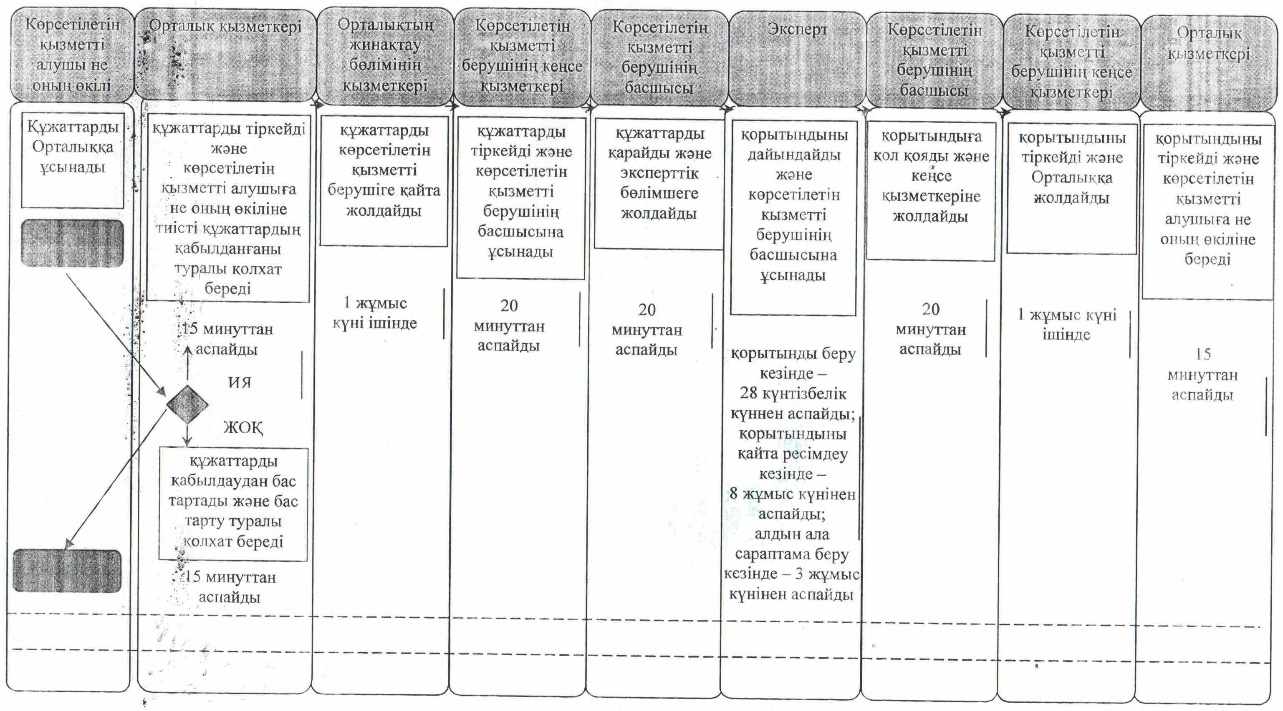 Көрсетілетін
қызметті
алушы не
оның өкілі
Орталық қызметкері
Орталықтың
жинақтау
бөлімінің
қызметкері
Көрсетілетін
қызметті
берушінің кеңсе
қызметкері
Көрсетілетін
қызметті
берушінің
басшысы
Эксперт
Көрсетілетін
қызметті
берушінің
басшысы
Көрсетілетін
қызметті
берушінің кеңсе
қызметкері
Орталық
қызметкері
Құжаттарды
Орталыққа
ұсынады
құжаттарды тіркейді
және
көрсетілетін
қызметті алушыға
не оның өкіліне
тиісті құжаттардың
қабылданғаны
туралы қолхат
береді
15 минуттан
аспайды
ИЯ
ЖОҚ
құжаттарды
қабылдаудан бас
тартады және бас
тарту туралы
қолхат береді
15 минуттан
аспайды
құжаттарды
көрсетілетін
қызметті
берушіге қайта
жолдайды
1 жұмыс
күні ішінде
құжаттарды
тіркейді және
көрсетілетін
қызметті
берушінің
басшысына
ұсынады
20
минуттан
аспайды
құжаттарды
қарайды және
эксперттік
бөлімшеге
жолдайды
20
минуттан
аспайды
қорытындыны
дайындайды
және
көрсетілетін
қызметті
берушінің
басшысына
ұсынады
қорытынды беру
кезінде –
28 күнтізбелік
күннен аспайды;
қорытындыны
қайта ресімдеу
кезінде –
8 жұмыс күнінен
аспайды;
алдын ала
сараптама беру
кезінде – 3 жұмыс
күнінен аспайды
қорытындыға
қол қояды және
кеңсе
қызметкеріне
жолдайды
20
минуттан
аспайды
қорытындыны
тіркейді және
Орталыққа
жолдайды
1 жұмыс күні
ішінде
қорытындыны
тіркейді және
көрсетілетін
қызметті
алушыға не
оның өкіліне
береді
15
минуттан
аспайды